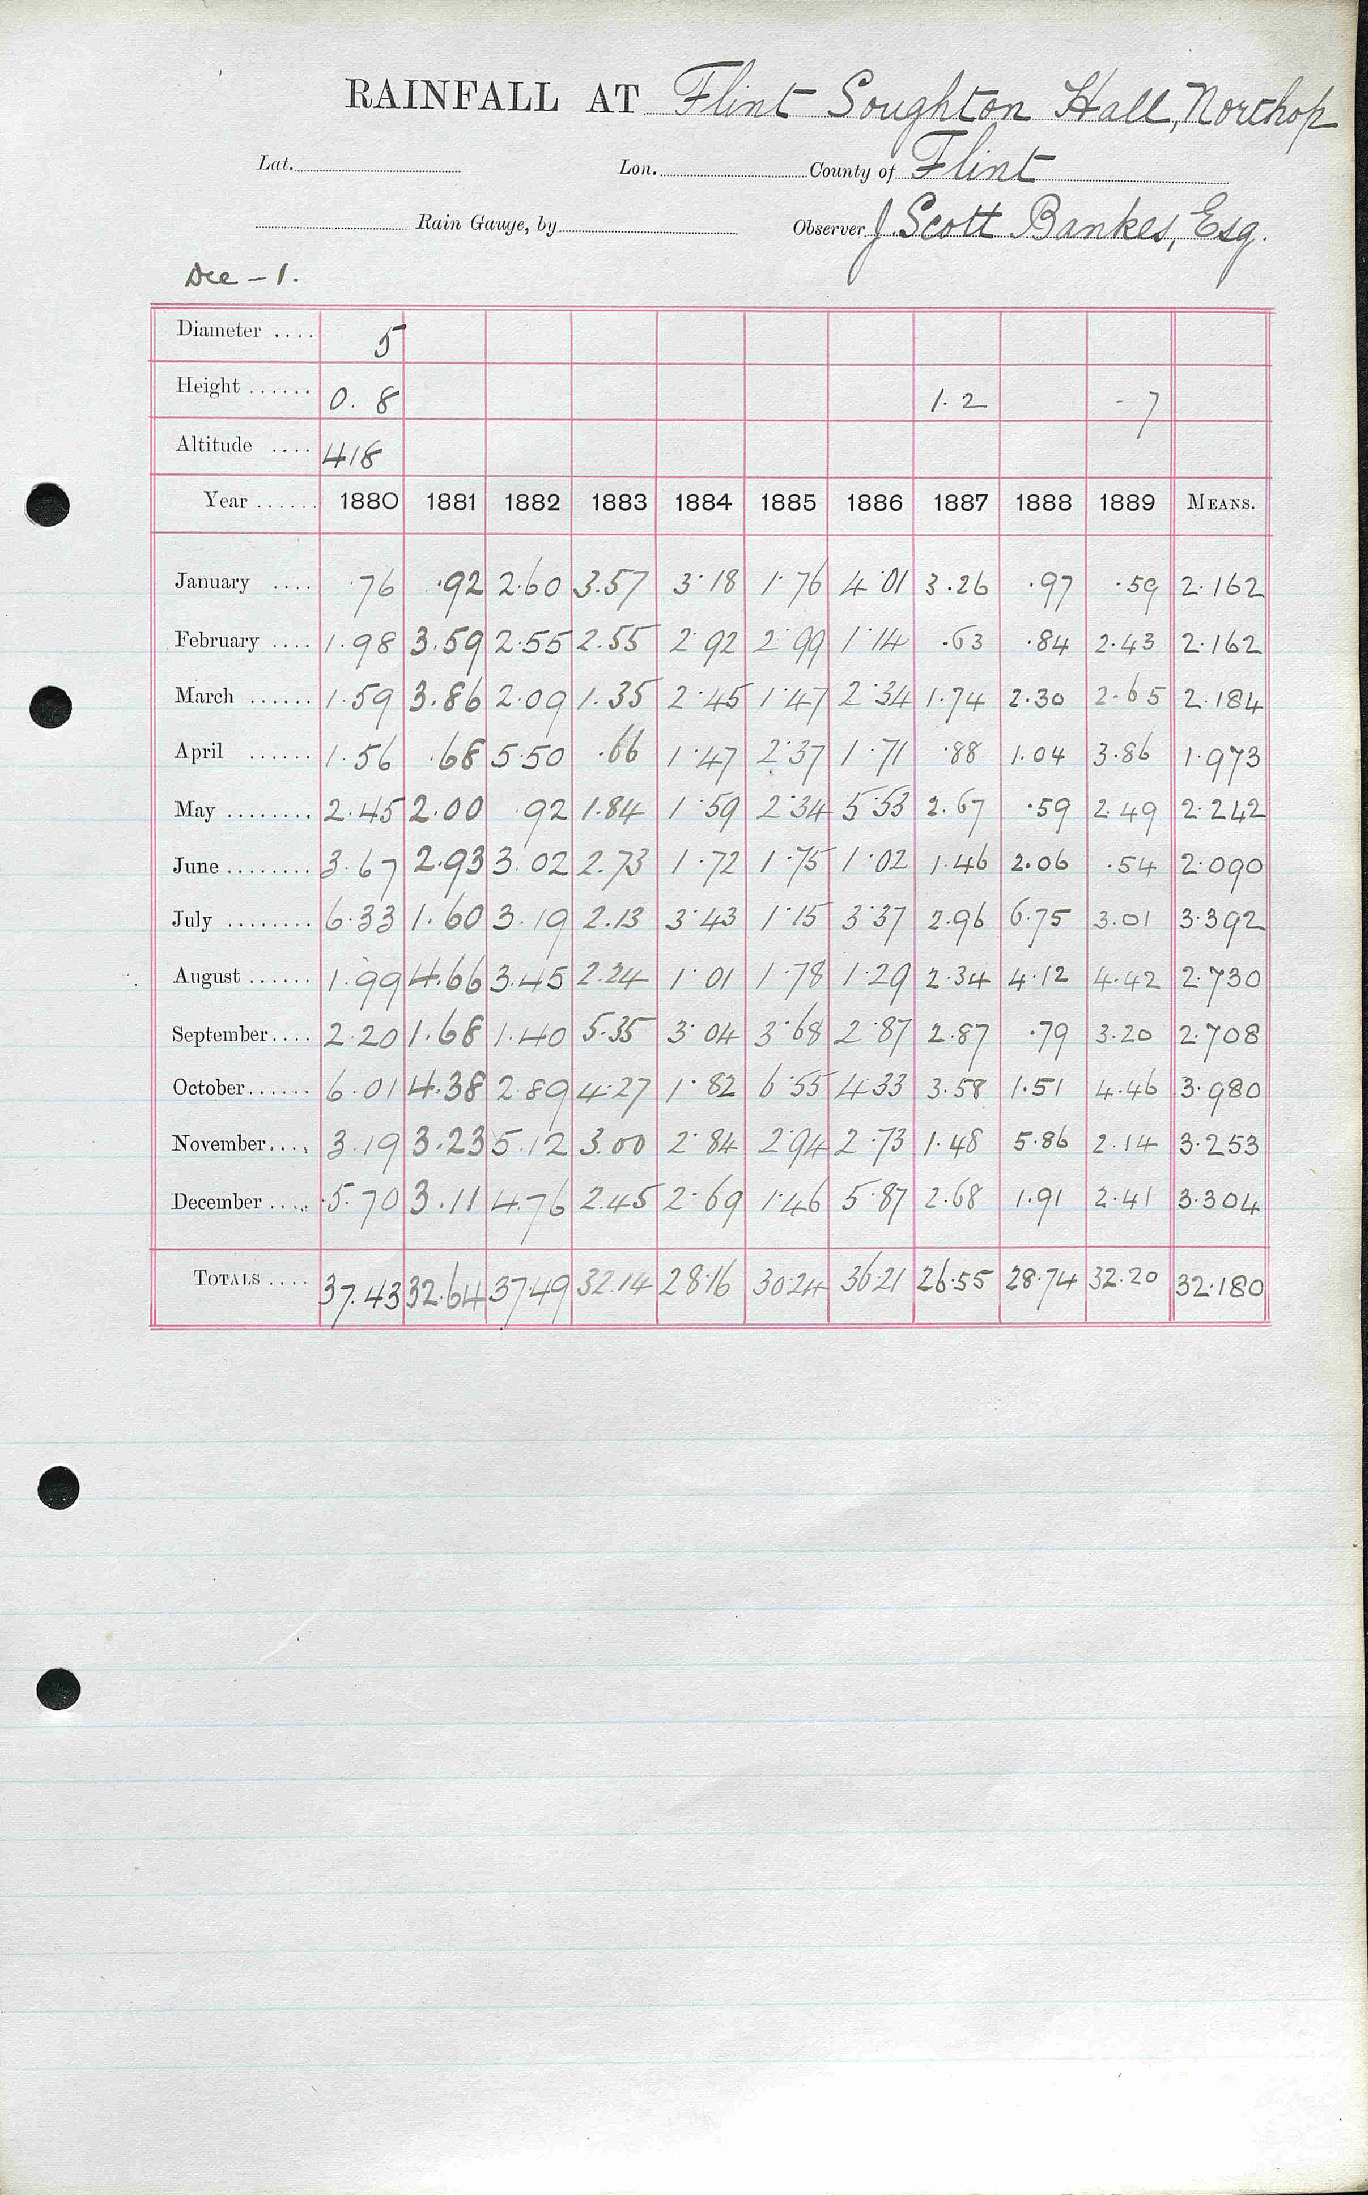 RAINFALL AT Flint Soughton Hall, Northop
Lat. Lon. County of Flint
Rain Gauge, by Observer J Scott Bankes, Esq.
Dec - 1.
Diameter .... 5
Height ...... 0.8 1.2 .7
Altitude .... 418
Year ...... 1880 1881 1882 1883 1884 1885 1886 1887 1888 1889 MEANS.
January .... .76 .92 2.60 3.57 3.18 1.76 4.01 3.26 .97 .59 2.162
February .... 1.98 3.59 2.55 2.55 2.92 2.99 1.14 .63 .84 2.43 2.162
March ...... 1.59 3.86 2.09 1.35 2.45 1.47 2.34 1.74 2.30 2.65 2.184
April ...... 1.56 .68 5.50 .66 1.47 2.37 1.71 .88 1.04 3.86 1.973
May ........ 2.45 2.00 .92 1.84 1.59 2.34 5.53 2.67 .59 2.49 2.242
June ........ 3.67 2.93 3.02 2.73 1.72 1.75 1.02 1.46 2.06 .54 2.090
July ........ 6.33 1.60 3.19 2.13 3.43 1.15 3.37 2.96 6.75 3.01 3.392
August ...... 1.99 4.66 3.45 2.24 1.01 1.78 1.29 2.34 4.12 4.42 2.730
September.... 2.20 1.68 1.40 5.35 3.04 3.68 2.87 2.87 .79 3.20 2.708
October...... 6.01 4.38 2.89 4.27 1.82 6.55 4.33 3.58 1.51 4.46 3.980
November.... 3.19 3.23 5.12 3.00 2.84 2.94 2.73 1.48 5.86 2.14 3.253
December .... 5.70 3.11 4.76 2.45 2.69 1.46 5.87 2.68 1.91 2.41 3.304
TOTALS .... 37.43 32.64 37.49 32.14 28.16 30.24 36.21 26.55 28.74 32.20 32.180